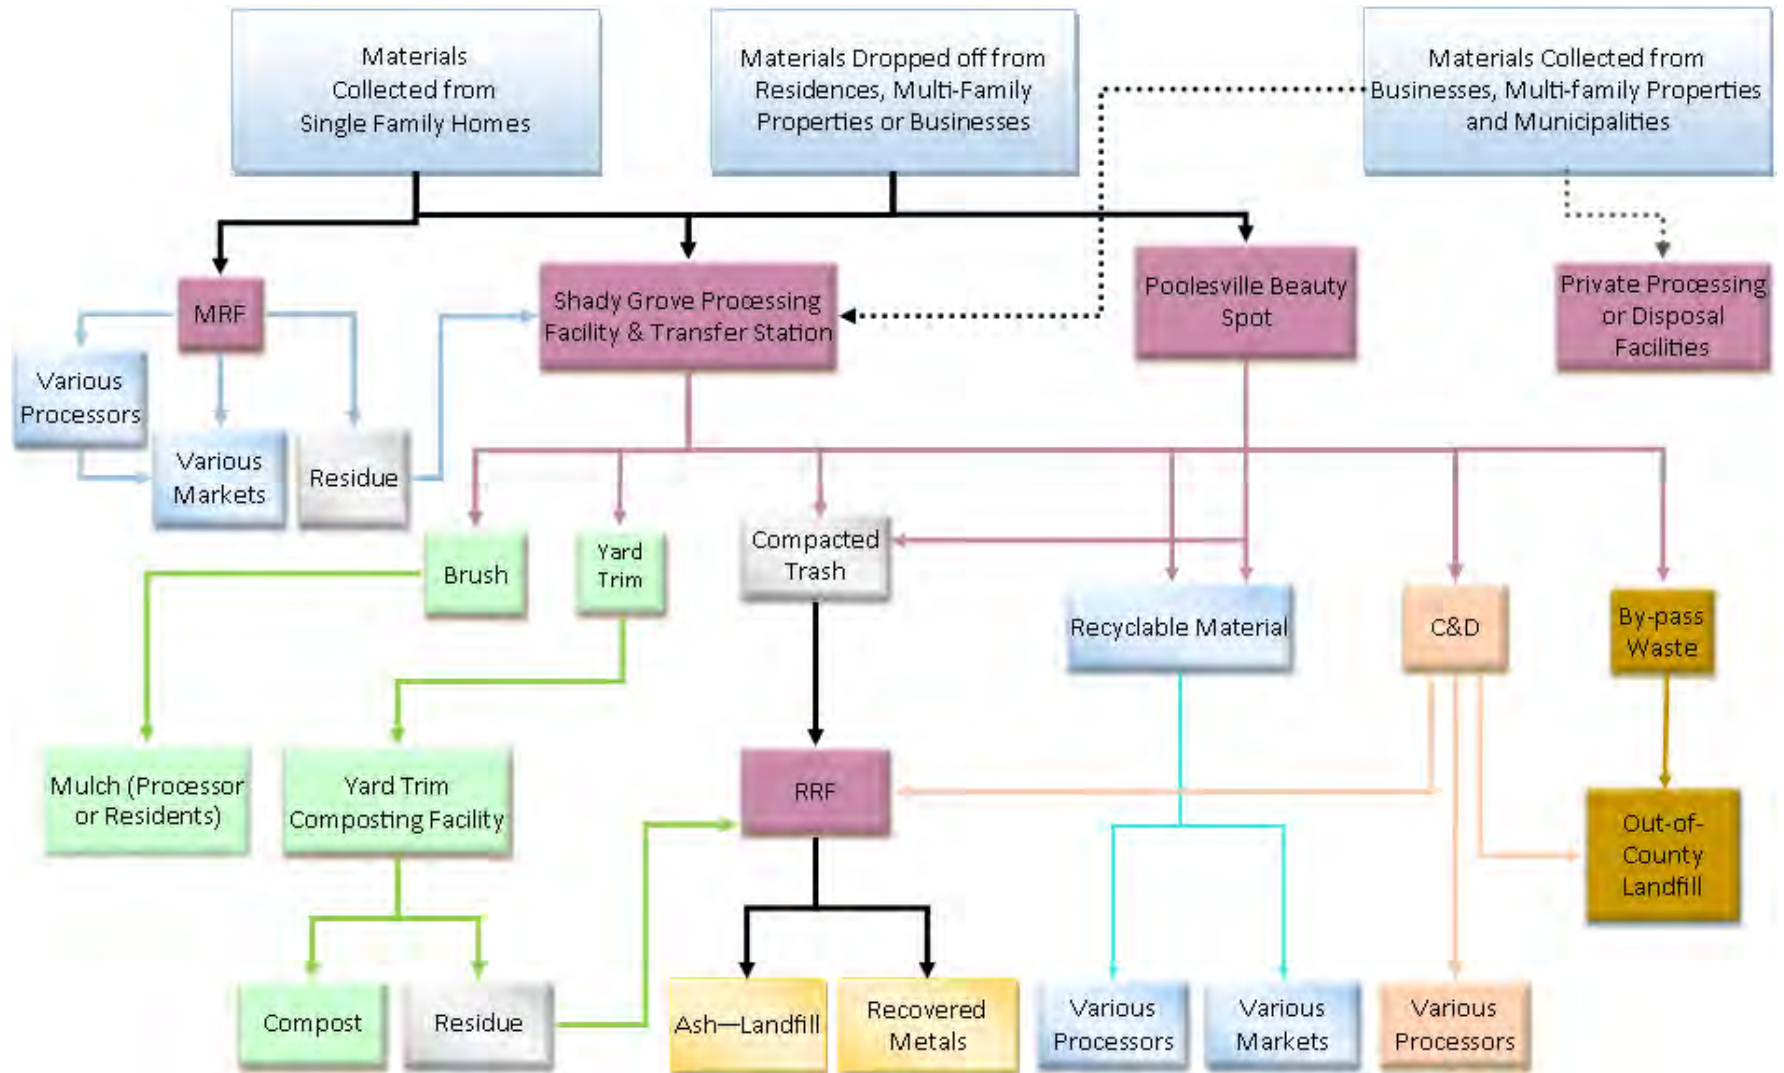 Materials
Collected from
Single Family Homes
Materials Dropped off from
Residences, Multi-Family
Properties or Businesses
Materials Collected from
Businesses, Multi-family Properties
and Municipalities
MRF
Shady Grove Processing
Facility & Transfer Station
Poolesville Beauty
Spot
Private Processing
or Disposal
Facilities
Various
Processors
Various
Markets
Residue
Brush
Yard
Trim
Compacted
Trash
Recyclable Material
C&D
By-pass
Waste
Mulch (Processor
or Residents)
Yard Trim
Composting Facility
RRF
Out-of-
County
Landfill
Compost
Residue
Ash—Landfill
Recovered
Metals
Various
Processors
Various
Markets
Various
Processors